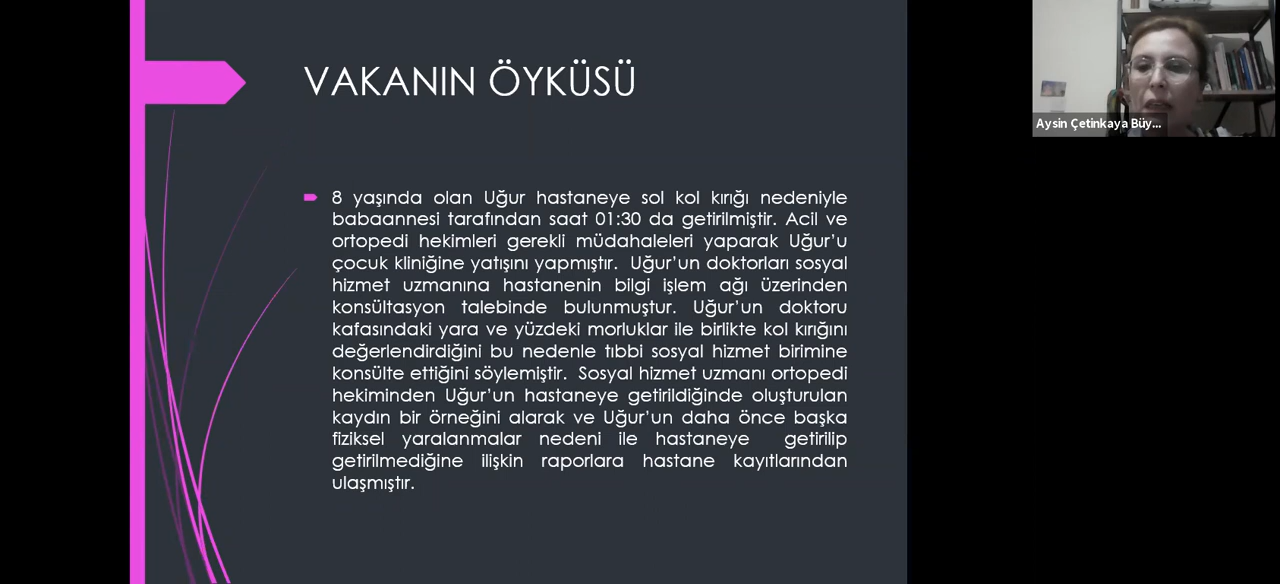 VAKANIN ÖYKÜSÜ
8 yaşında olan Uğur hastaneye sol kol kırığı nedeniyle
babaannesi tarafından saat 01:30 da getirilmiştir. Acil ve
ortopedi hekimleri gerekli müdahaleleri yaparak Uğur’u
çocuk kliniğine yatışını yapmıştır. Uğur’un doktorları sosyal
hizmet uzmanına hastanenin bilgi işlem ağı üzerinden
konsültasyon talebinde bulunmuştur. Uğur’un doktoru
kafasındaki yara ve yüzdeki morluklar ile birlikte kol kırığını
değerlendirdiğini bu nedenle tıbbi sosyal hizmet birimine
konsülte ettiğini söylemiştir. Sosyal hizmet uzmanı ortopedi
hekiminden Uğur’un hastaneye getirildiğinde oluşturulan
kaydın bir örneğini alarak ve Uğur’un daha önce başka
fiziksel yaralanmalar nedeni ile hastaneye getirilip
getirilmediğine ilişkin raporlara hastane kayıtlarından
ulaşmıştır.
Aysin Çetinkaya Büy...